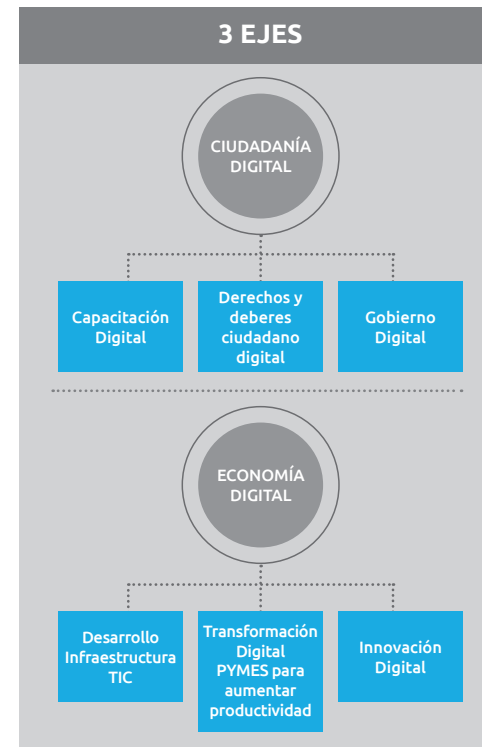 3 EJES
CIUDADANÍA
DIGITAL
Capacitación
Digital
Derechos y
deberes
ciudadano
digital
Gobierno
Digital
ECONOMÍA
DIGITAL
Desarrollo
Infraestructura
TIC
Transformación
Digital
PYMES para
aumentar
productividad
Innovación
Digital